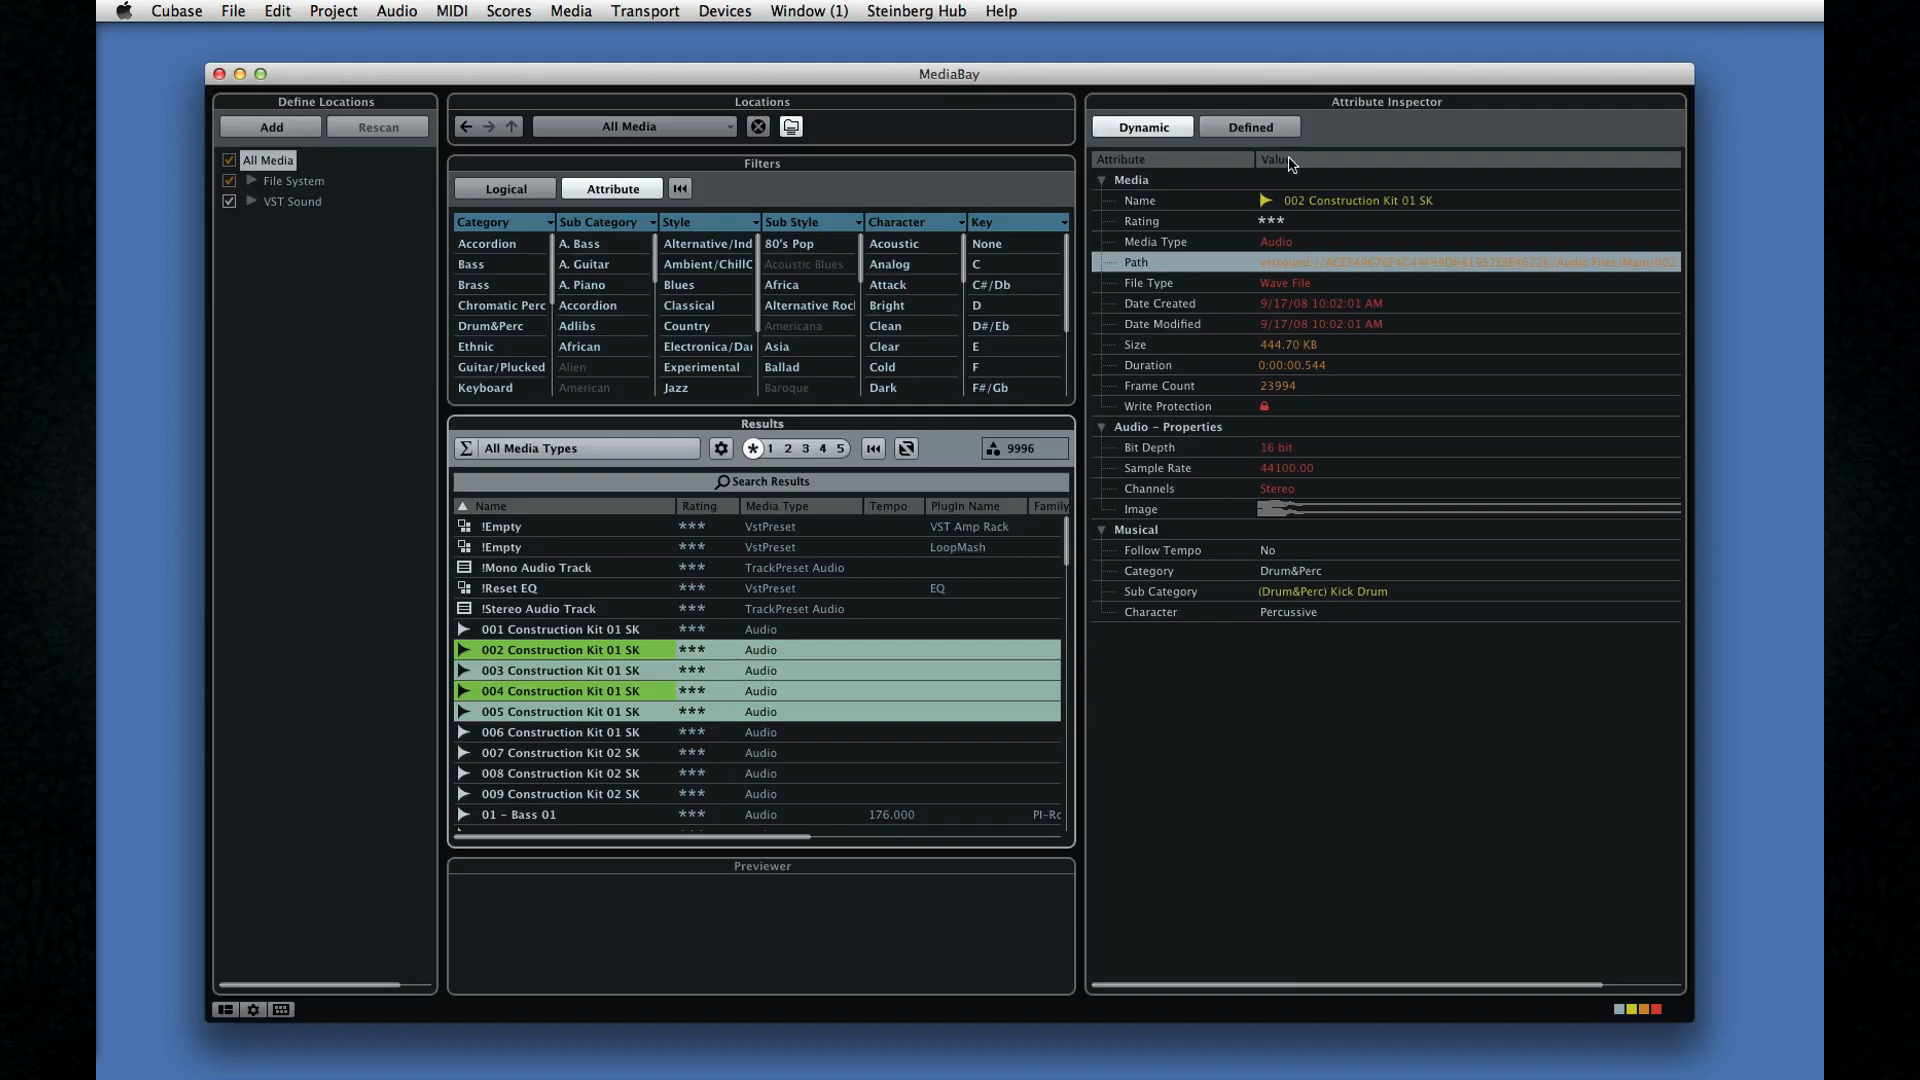 Cubase File Edit Project Audio MIDI Scores Media Transport Devices Window (1) Steinberg Hub Help
MediaBay
Define Locations
Add Rescan
All Media
File System
VST Sound
Locations
All Media
Filters
Logical Attribute
Category Sub Category Style Sub Style Character Key
Accordion A. Bass Alternative/Ind 80's Pop Acoustic None
Bass A. Guitar Ambient/ChillC Acoustic Blues Analog C
Brass A. Piano Blues Africa Attack C#/Db
Chromatic Perc Accordion Classical Alternative Roc Bright D
Drum&Perc Adlibs Country Americana Clean D#/Eb
Ethnic African Electronica/Da Asia Clear E
Guitar/Plucked Alien Experimental Ballad Cold F
Keyboard American Jazz Baroque Dark F#/Gb
Results
All Media Types * 1 2 3 4 5 9996
Search Results
Name Rating Media Type Tempo PlugIn Name Family
!Empty *** VstPreset VST Amp Rack
!Empty *** VstPreset LoopMash
!Mono Audio Track *** TrackPreset Audio
!Reset EQ *** VstPreset EQ
!Stereo Audio Track *** TrackPreset Audio
001 Construction Kit 01 SK *** Audio
002 Construction Kit 01 SK *** Audio
003 Construction Kit 01 SK *** Audio
004 Construction Kit 01 SK *** Audio
005 Construction Kit 01 SK *** Audio
006 Construction Kit 01 SK *** Audio
007 Construction Kit 02 SK *** Audio
008 Construction Kit 02 SK *** Audio
009 Construction Kit 02 SK *** Audio
01 - Bass 01 *** Audio 176.000 PI-Rc
Previewer
Attribute Inspector
Dynamic Defined
Attribute Value
Media
Name 002 Construction Kit 01 SK
Rating ***
Media Type Audio
Path
File Type Wave File
Date Created 9/17/08 10:02:01 AM
Date Modified 9/17/08 10:02:01 AM
Size 444.70 KB
Duration 0:00:00.544
Frame Count 23994
Write Protection
Audio - Properties
Bit Depth 16 bit
Sample Rate 44100.00
Channels Stereo
Image
Musical
Follow Tempo No
Category Drum&Perc
Sub Category (Drum&Perc) Kick Drum
Character Percussive